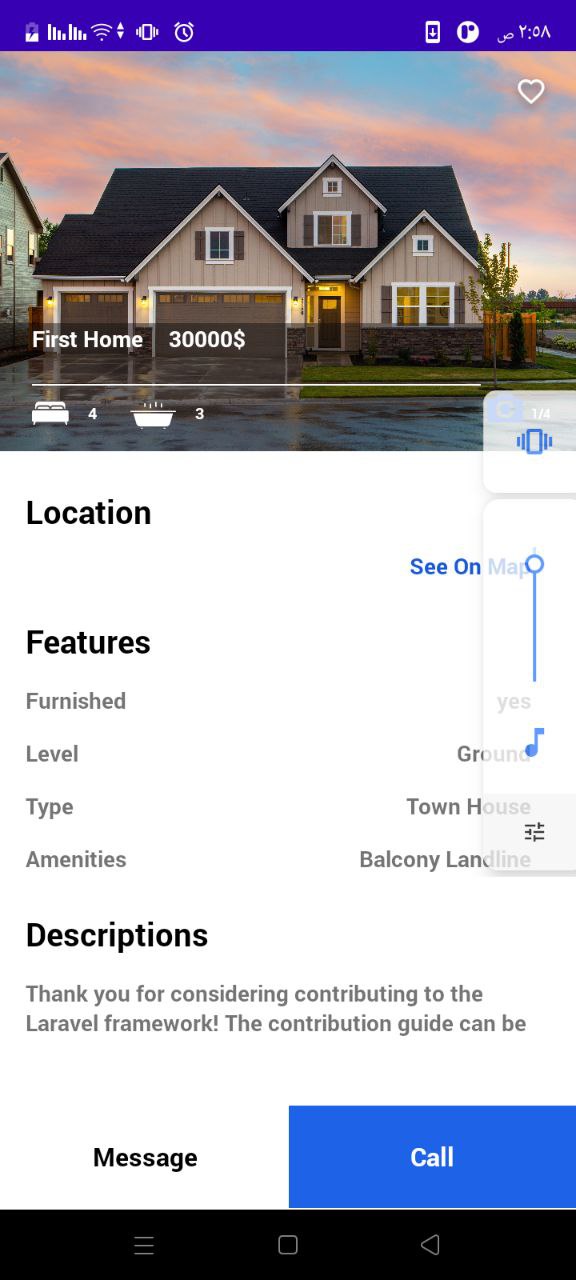 ٢:٥٨ ص
First Home 30000$
4 3 1/4
Location
See On Map
Features
Furnished yes
Level Ground
Type Town House
Amenities Balcony Landline
Descriptions
Thank you for considering contributing to the
Laravel framework! The contribution guide can be
Message Call